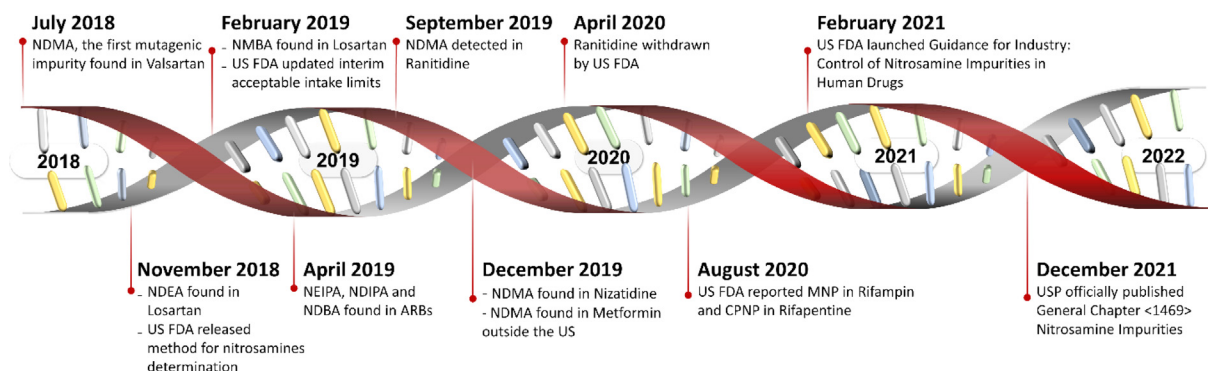 July 2018
NDMA, the first mutagenic
impurity found in Valsartan
February 2019
- NMBA found in Losartan
- US FDA updated interim
acceptable intake limits
September 2019
NDMA detected in
Ranitidine
April 2020
Ranitidine withdrawn
by US FDA
February 2021
US FDA launched Guidance for Industry:
Control of Nitrosamine Impurities in
Human Drugs
2018
2019
2020
2021
2022
November 2018
- NDEA found in
Losartan
- US FDA released
method for nitrosamines
determination
April 2019
NEIPA, NDIPA and
NDBA found in ARBs
December 2019
- NDMA found in Nizatidine
- NDMA found in Metformin
outside the US
August 2020
US FDA reported MNP in Rifampin
and CPNP in Rifapentine
December 2021
USP officially published
General Chapter <1469>
Nitrosamine Impurities